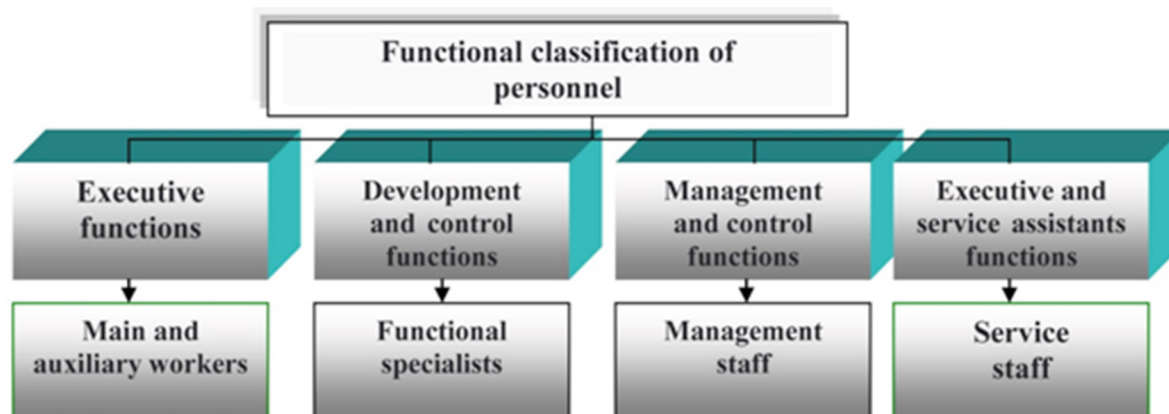 Functional classification of
personnel
Executive
functions
Development
and control
functions
Management
and control
functions
Executive and
service assistants
functions
Main and
auxiliary workers
Functional
specialists
Management
staff
Service
staff